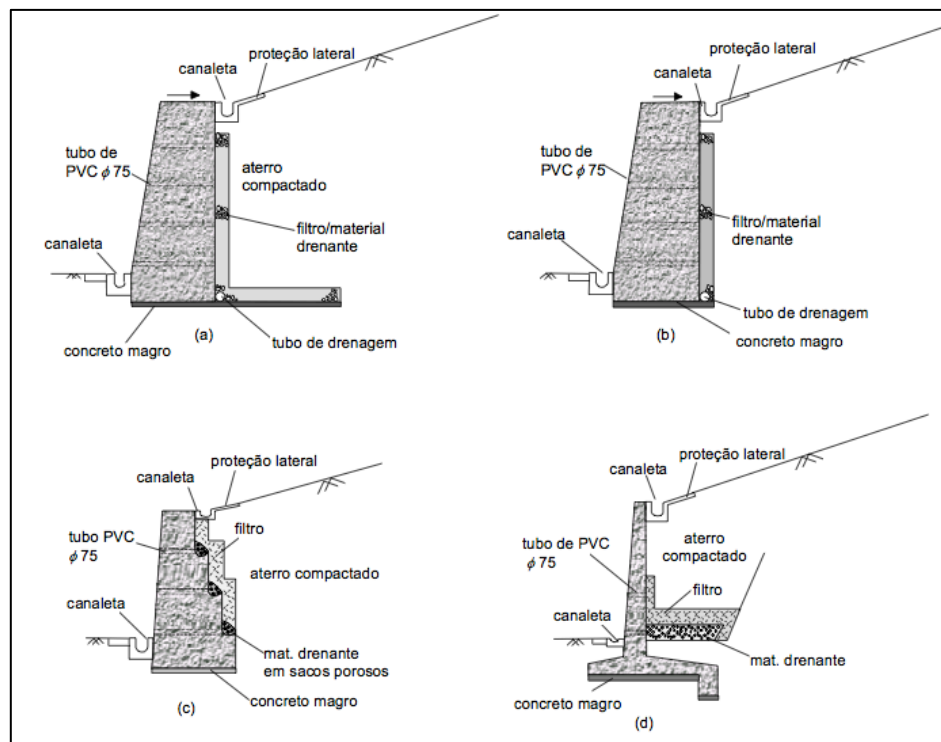 proteção lateral
canaleta
tubo de
PVC ϕ 75
aterro
compactado
filtro/material
drenante
canaleta
(a)
tubo de drenagem
concreto magro
canaleta
proteção lateral
tubo de
PVC ϕ 75
filtro/material
drenante
canaleta
tubo de drenagem
(b)
concreto magro
proteção lateral
canaleta
filtro
tubo PVC
ϕ 75
aterro compactado
canaleta
mat. drenante
em sacos porosos
concreto magro
(c)
proteção lateral
canaleta
tubo de PVC
ϕ 75
aterro
compactado
filtro
canaleta
mat. drenante
concreto magro
(d)